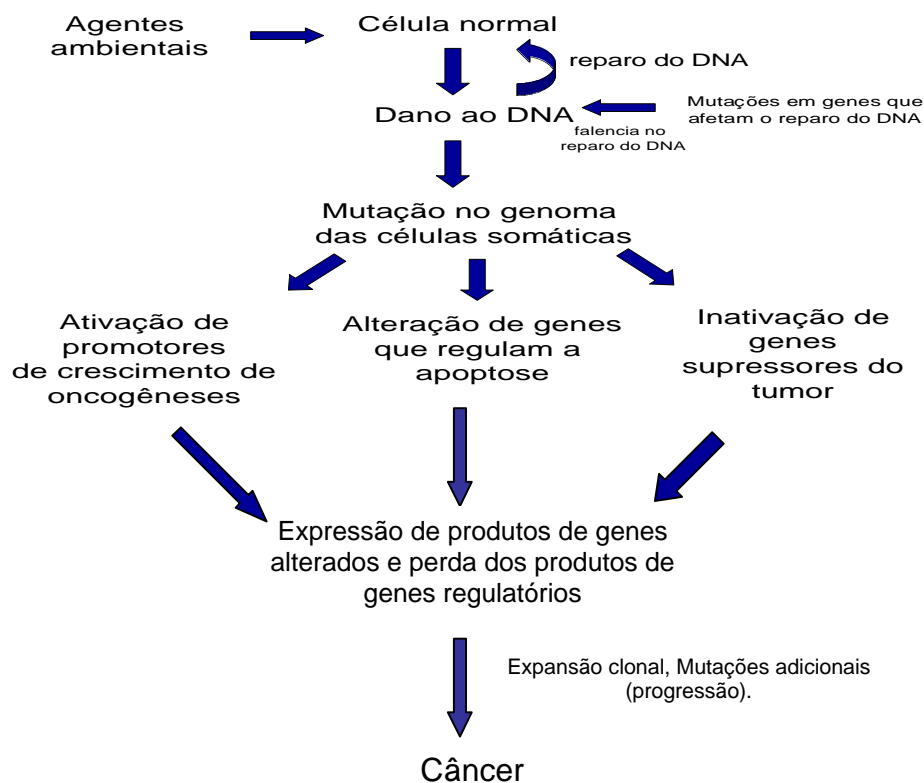 Agentes
ambientais
Célula normal
reparo do DNA
Dano ao DNA
Mutações em genes que
afetam o reparo do DNA
falencia no
reparo do DNA
Mutação no genoma
das células somáticas
Ativação de
promotores
de crescimento de
oncogêneses
Alteração de genes
que regulam a
apoptose
Inativação de
genes
supressores do
tumor
Expressão de produtos de genes
alterados e perda dos produtos de
genes regulatórios
Expansão clonal, Mutações adicionais
(progressão).
Câncer